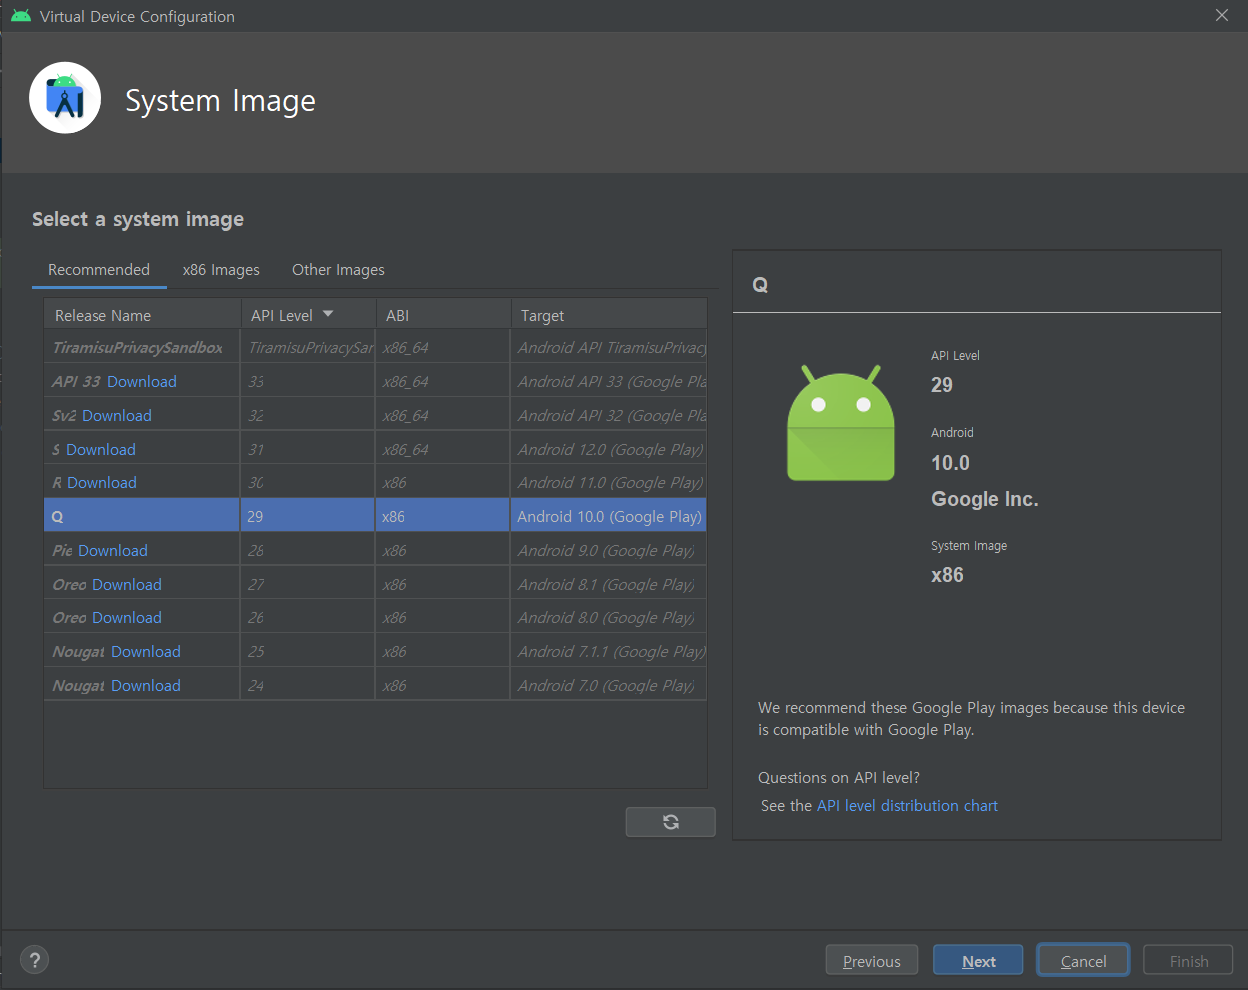 Virtual Device Configuration
System Image
Select a system image
Recommended x86 Images Other Images
Release Name API Level ABI Target
TiramisuPrivacySandbox TiramisuPrivacySar x86_64 Android API TiramisuPrivacy
API 33 Download 33 x86_64 Android API 33 (Google Pla
Sv2 Download 32 x86_64 Android API 32 (Google Pla
S Download 31 x86_64 Android 12.0 (Google Play)
R Download 30 x86 Android 11.0 (Google Play)
Q 29 x86 Android 10.0 (Google Play)
Pie Download 28 x86 Android 9.0 (Google Play)
Oreo Download 27 x86 Android 8.1 (Google Play)
Oreo Download 26 x86 Android 8.0 (Google Play)
Nougat Download 25 x86 Android 7.1.1 (Google Play)
Nougat Download 24 x86 Android 7.0 (Google Play)
Q
API Level
29
Android
10.0
Google Inc.
System Image
x86
We recommend these Google Play images because this device
is compatible with Google Play.
Questions on API level?
See the API level distribution chart
? Previous Next Cancel Finish